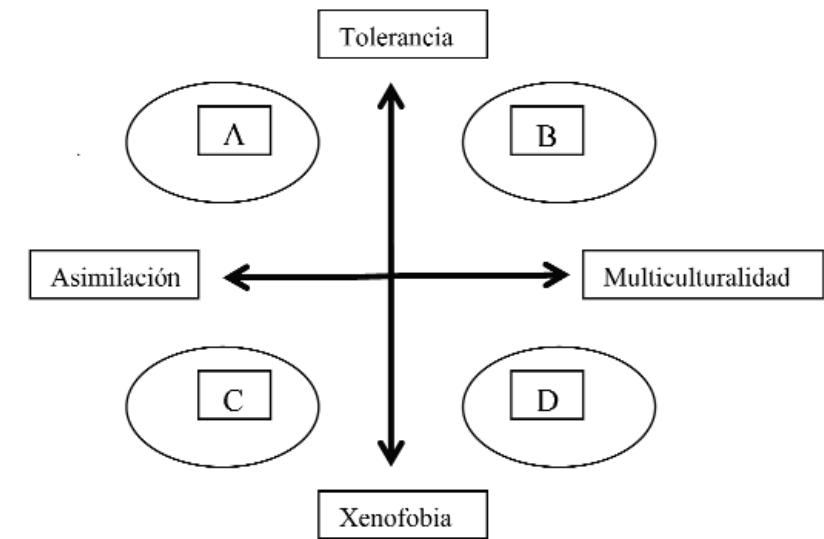 Tolerancia
A
B
Asimilación
Multiculturalidad
C
D
Xenofobia